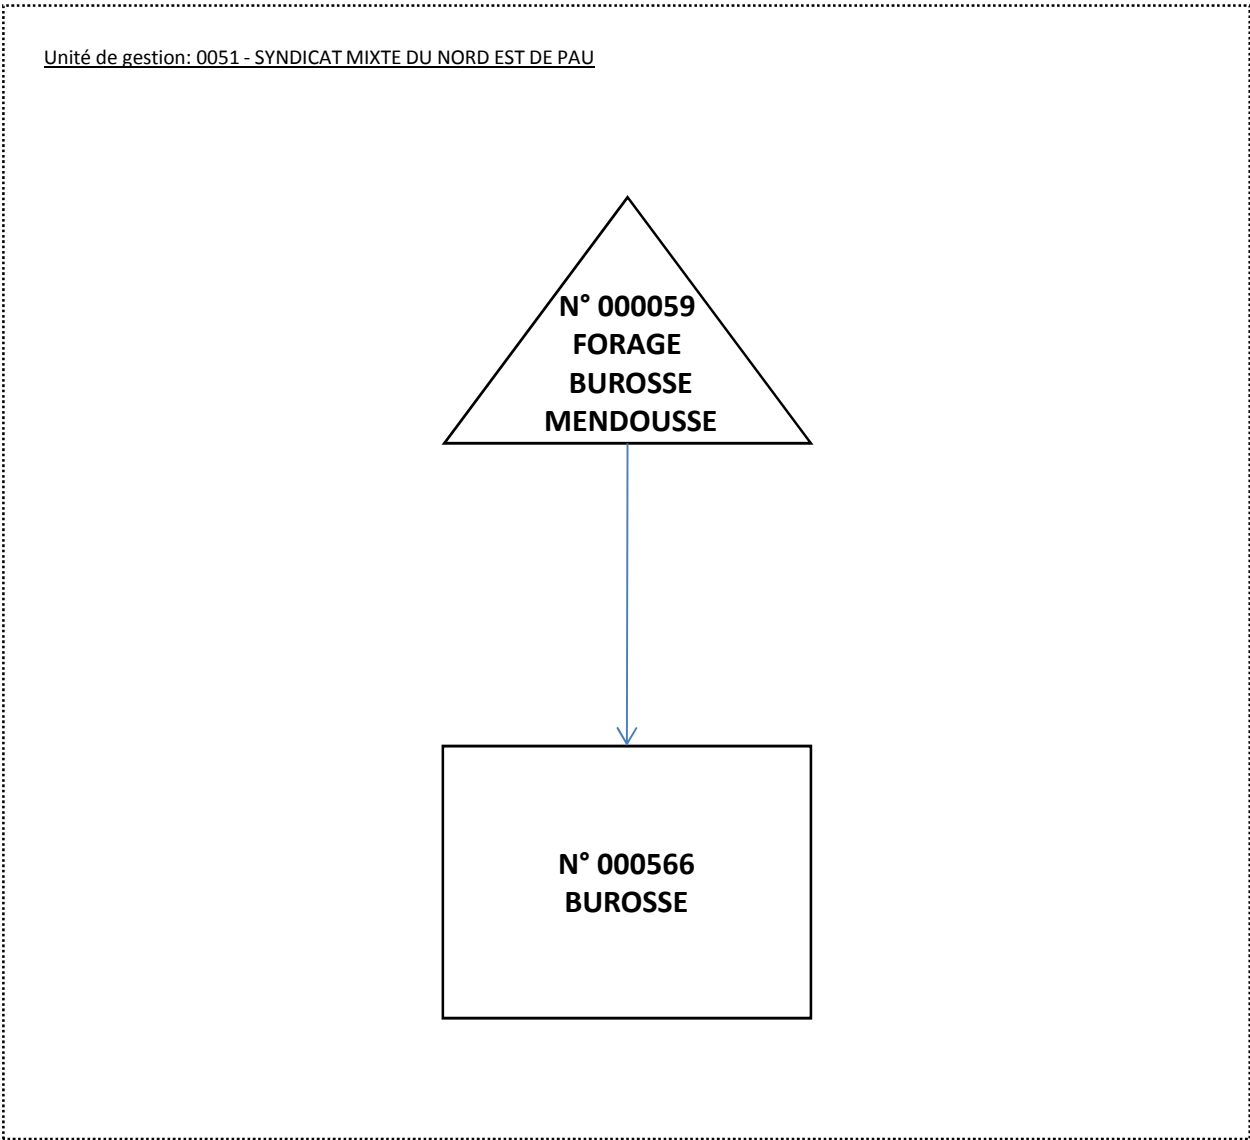 Unité de gestion: 0051 - SYNDICAT MIXTE DU NORD EST DE PAU
N° 000059
FORAGE
BUROSSE
MENDOUSSE
N° 000566
BUROSSE